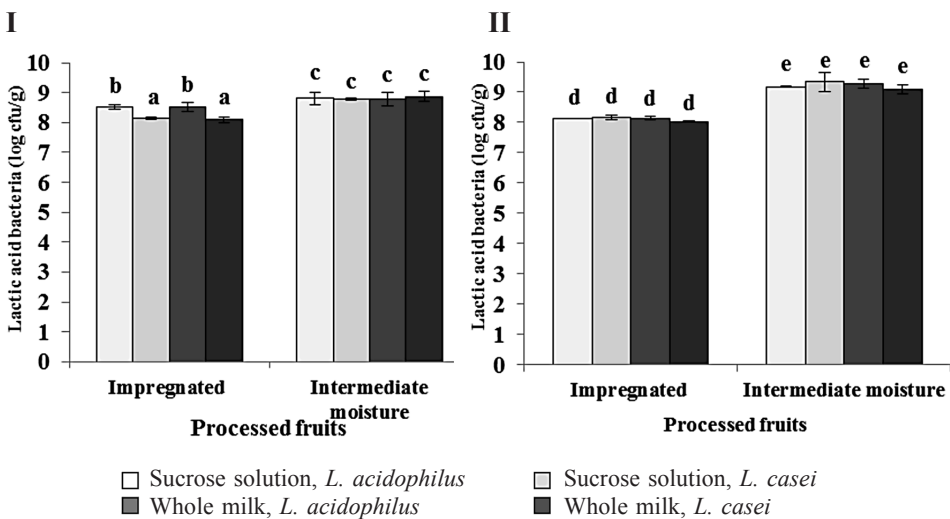 I
Lactic acid bacteria (log cfu/g)
10
9
8
7
6
5
4
3
2
1
0
b a b a
c c c c
Impregnated
Intermediate
moisture
Processed fruits
II
Lactic acid bacteria (log cfu/g)
10
9
8
7
6
5
4
3
2
1
0
d d d d
e e e e
Impregnated
Intermediate moisture
Processed fruits
Sucrose solution, L. acidophilus
Sucrose solution, L. casei
Whole milk, L. acidophilus
Whole milk, L. casei